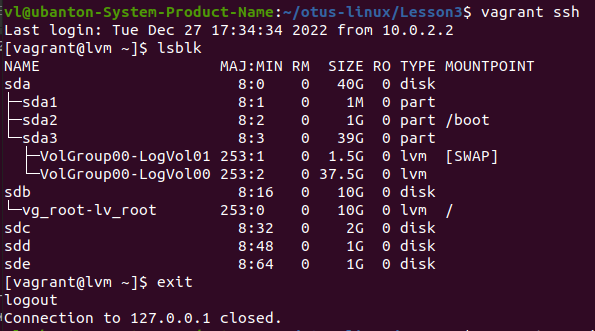 vl@ubanton-System-Product-Name:~/otus-linux/Lesson3$ vagrant ssh
Last login: Tue Dec 27 17:34:34 2022 from 10.0.2.2
[vagrant@lvm ~]$ lsblk
NAME                    MAJ:MIN RM  SIZE RO TYPE MOUNTPOINT
sda                       8:0    0   40G  0 disk
├─sda1                    8:1    0    1M  0 part
├─sda2                    8:2    0    1G  0 part /boot
└─sda3                    8:3    0   39G  0 part
  ├─VolGroup00-LogVol01 253:1    0  1.5G  0 lvm  [SWAP]
  └─VolGroup00-LogVol00 253:2    0 37.5G  0 lvm
sdb                       8:16   0   10G  0 disk
└─vg_root-lv_root       253:0    0   10G  0 lvm  /
sdc                       8:32   0    2G  0 disk
sdd                       8:48   0    1G  0 disk
sde                       8:64   0    1G  0 disk
[vagrant@lvm ~]$ exit
logout
Connection to 127.0.0.1 closed.